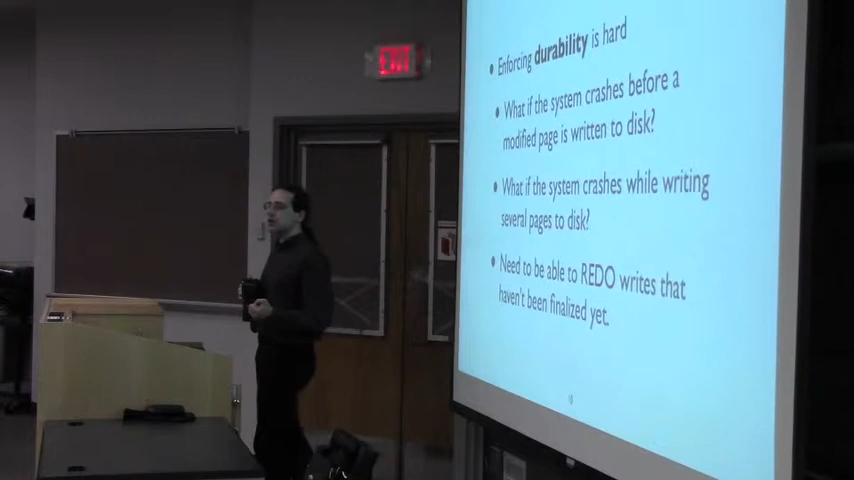 EXIT
Enforcing durability is hard
What if the system crashes before a
modified page is written to disk?
What if the system crashes while writing
several pages to disk?
Need to be able to REDO writes that
haven't been finalized yet.